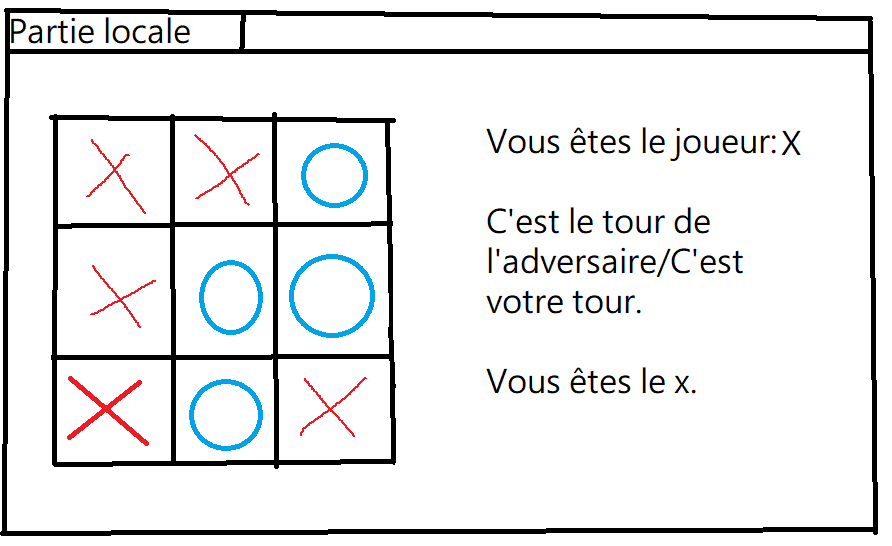 Partie locale
Vous êtes le joueur: X
C'est le tour de
l'adversaire/C'est
votre tour.
Vous êtes le x.